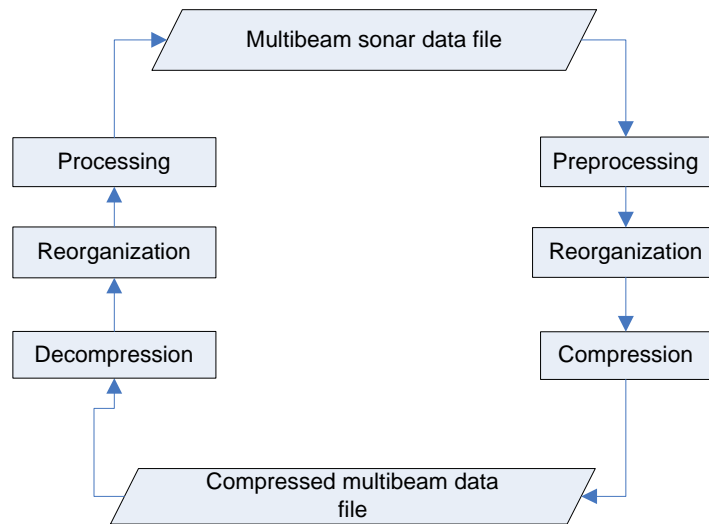 Multibeam sonar data file
Processing
Preprocessing
Reorganization
Reorganization
Decompression
Compression
Compressed multibeam data
file